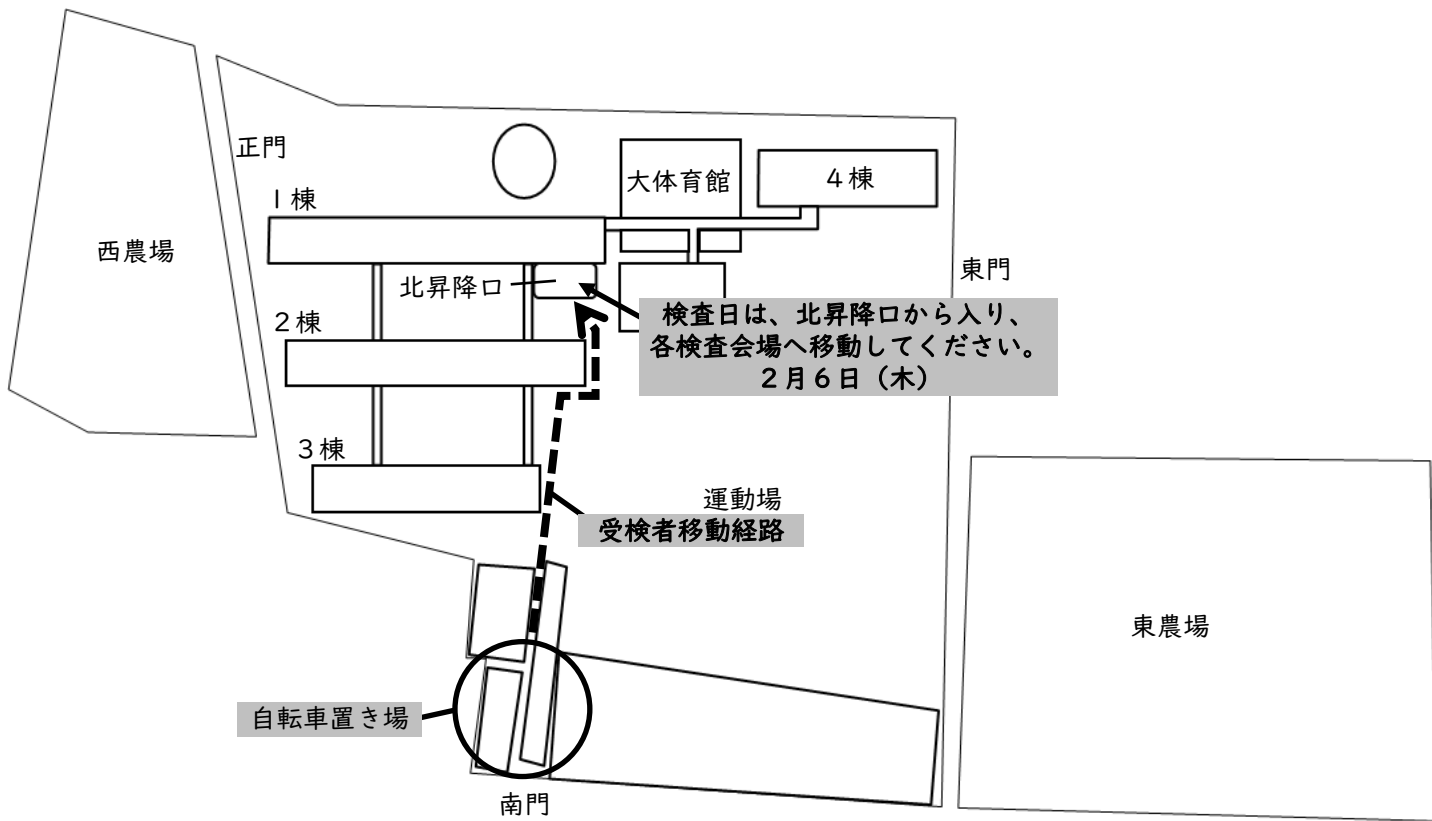 正門
大体育館
４棟
１棟
西農場
東門
北昇降口
検査日は、北昇降口から入り、
各検査会場へ移動してください。
２月６日（木）
２棟
３棟
運動場
受検者移動経路
東農場
自転車置き場
南門